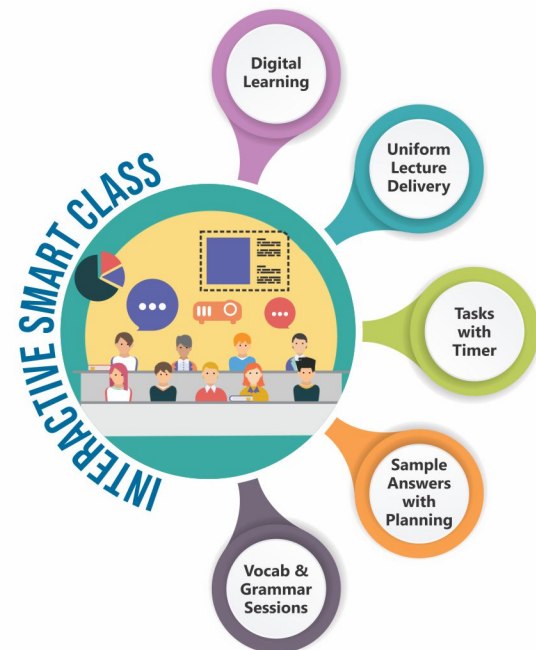 INTERACTIVE SMART CLASS
Digital
Learning
Uniform
Lecture
Delivery
Tasks
with
Timer
Sample
Answers
with
Planning
Vocab &
Grammar
Sessions